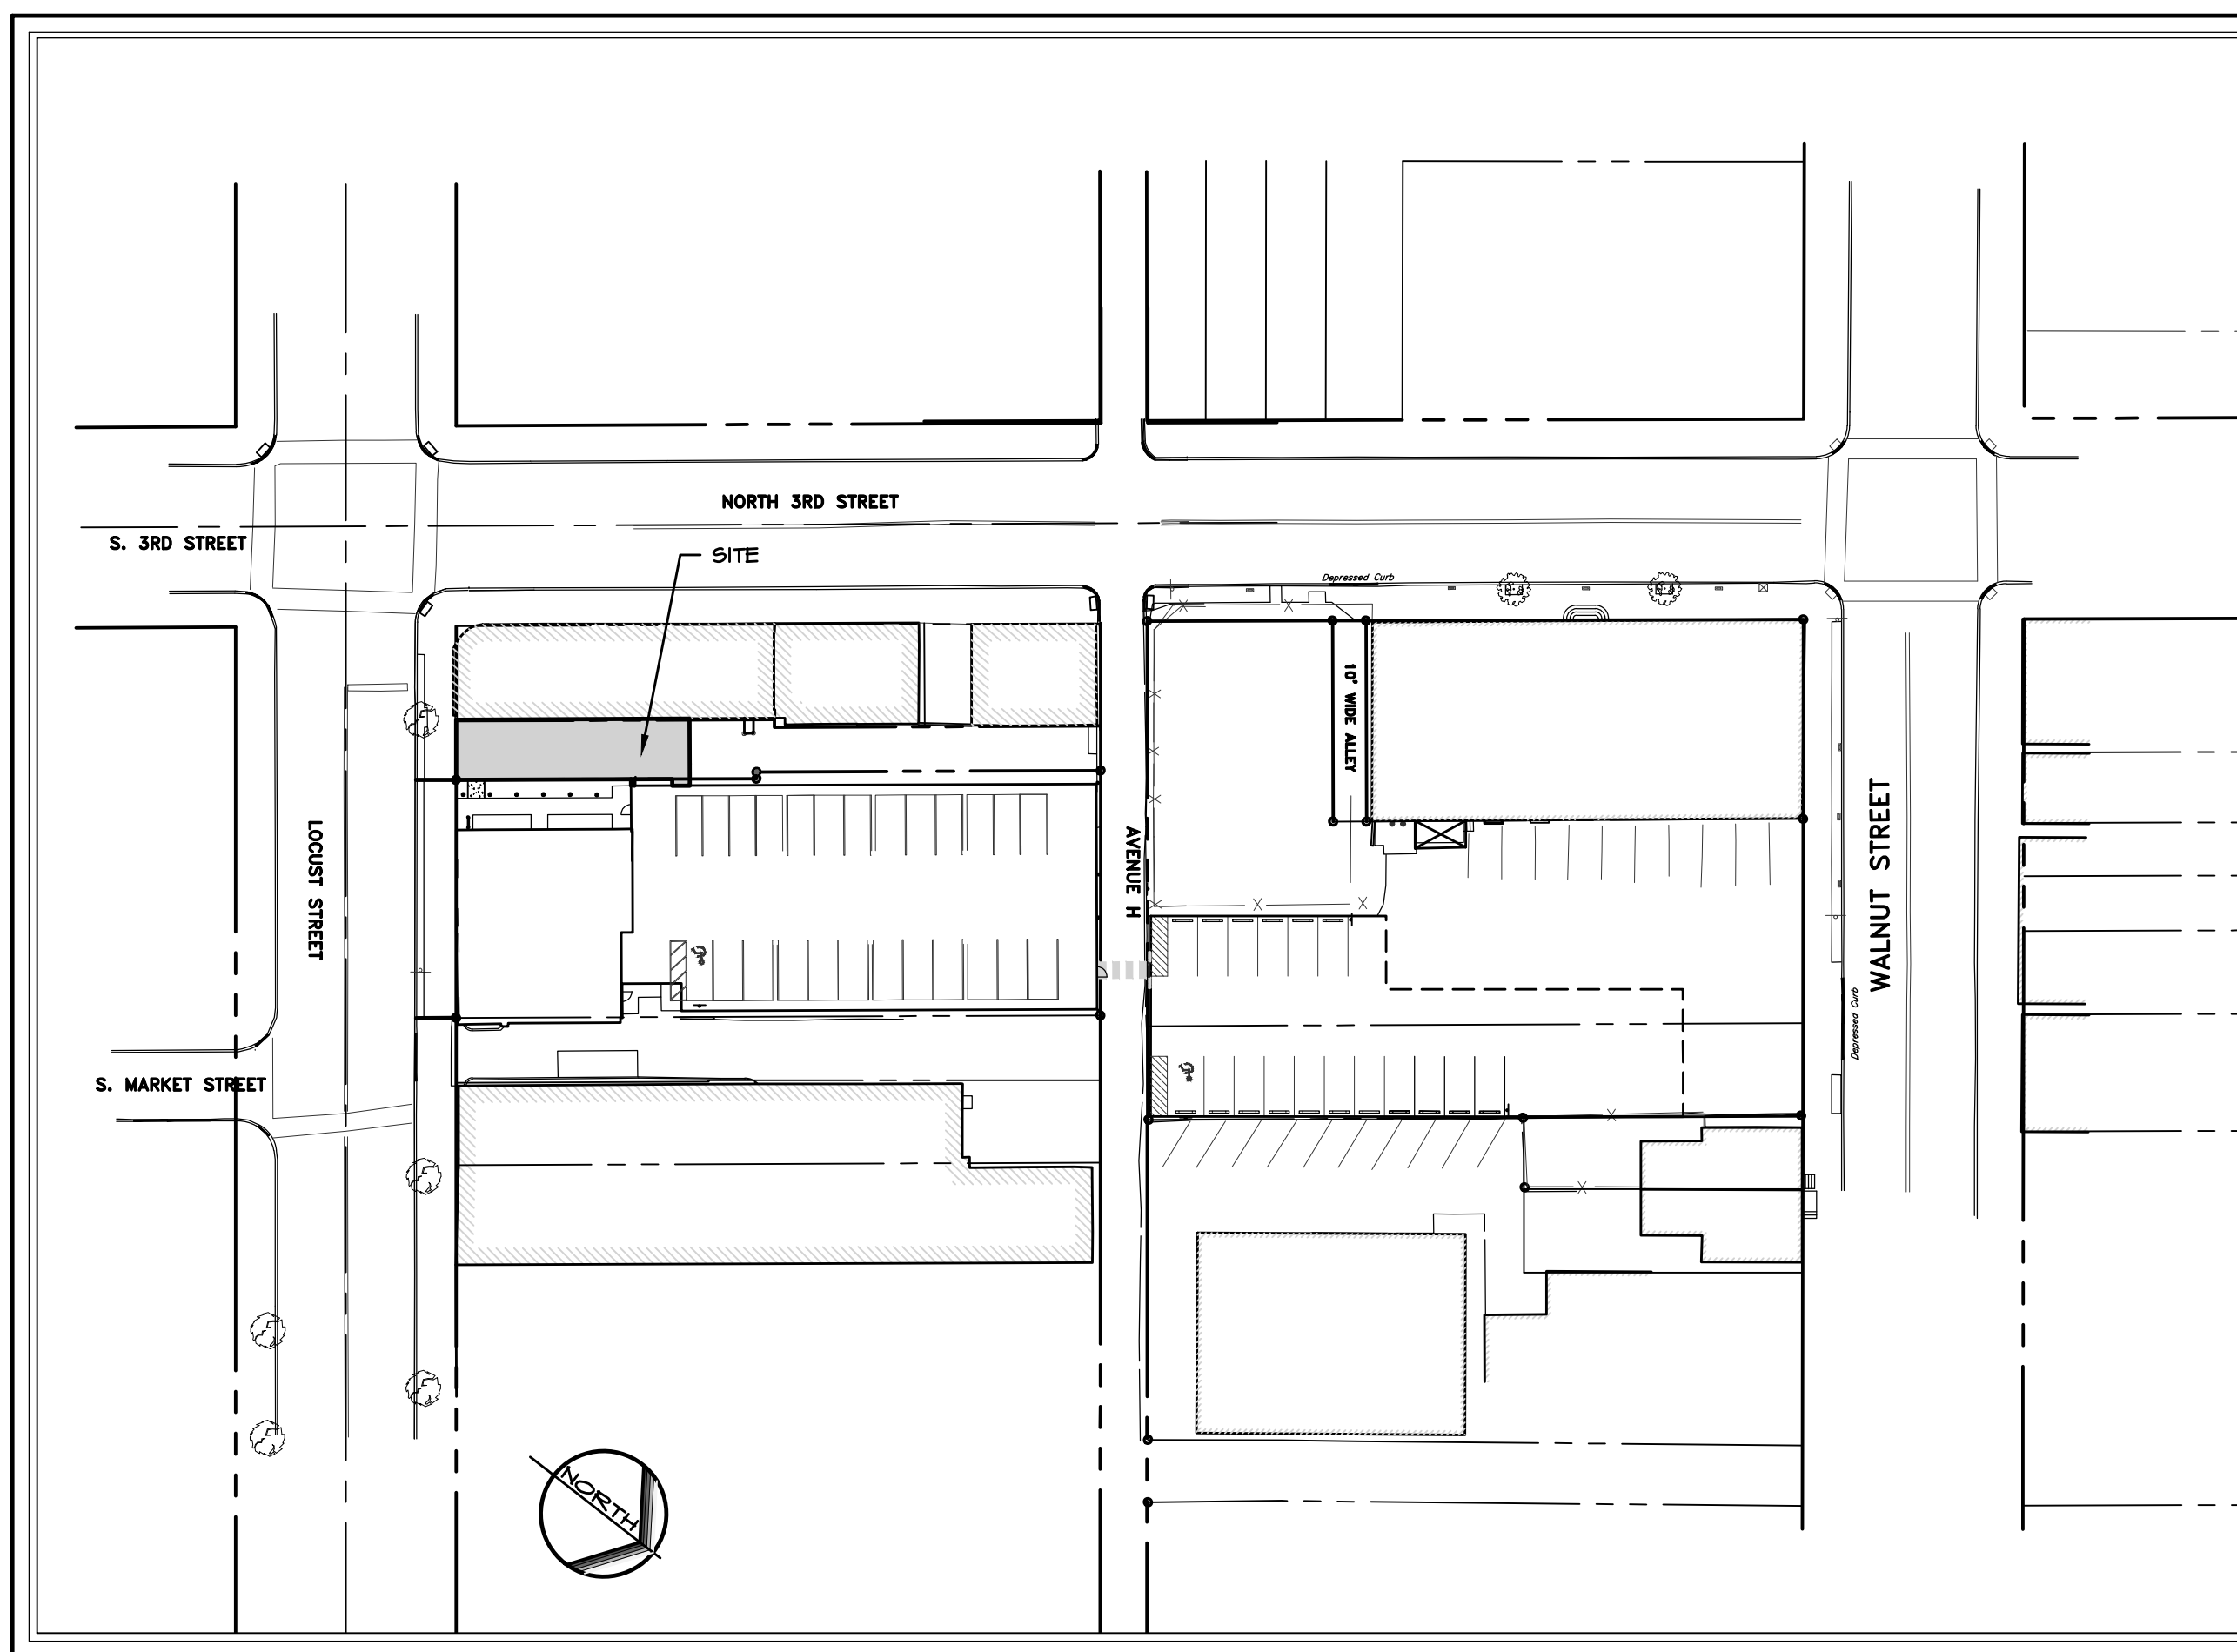 NORTH 3RD STREET
S. 3RD STREET
SITE
Depressed Curb
10' WIDE ALLEY
LOCUST STREET
AVENUE H
WALNUT STREET
Depressed Curb
S. MARKET STREET
NORTH